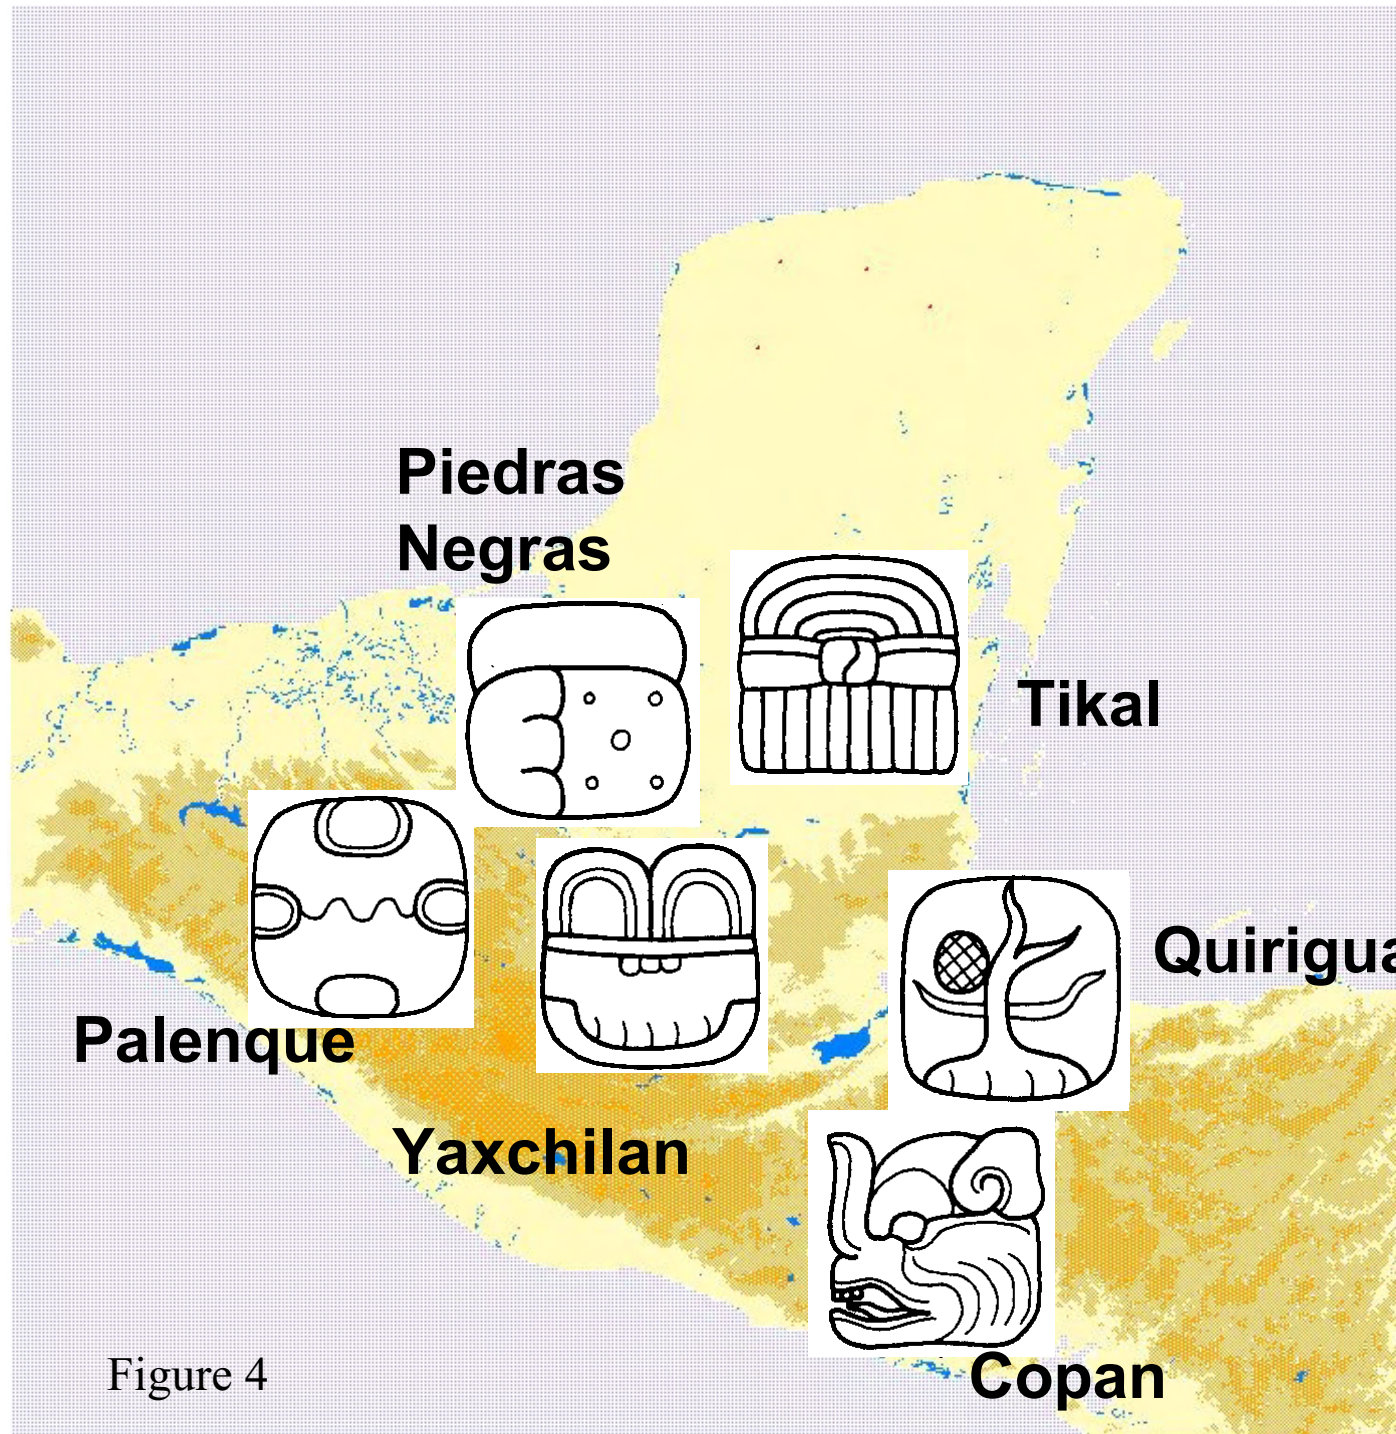 Piedras
Negras
Tikal
Quirigua
Palenque
Yaxchilan
Copan
Figure 4